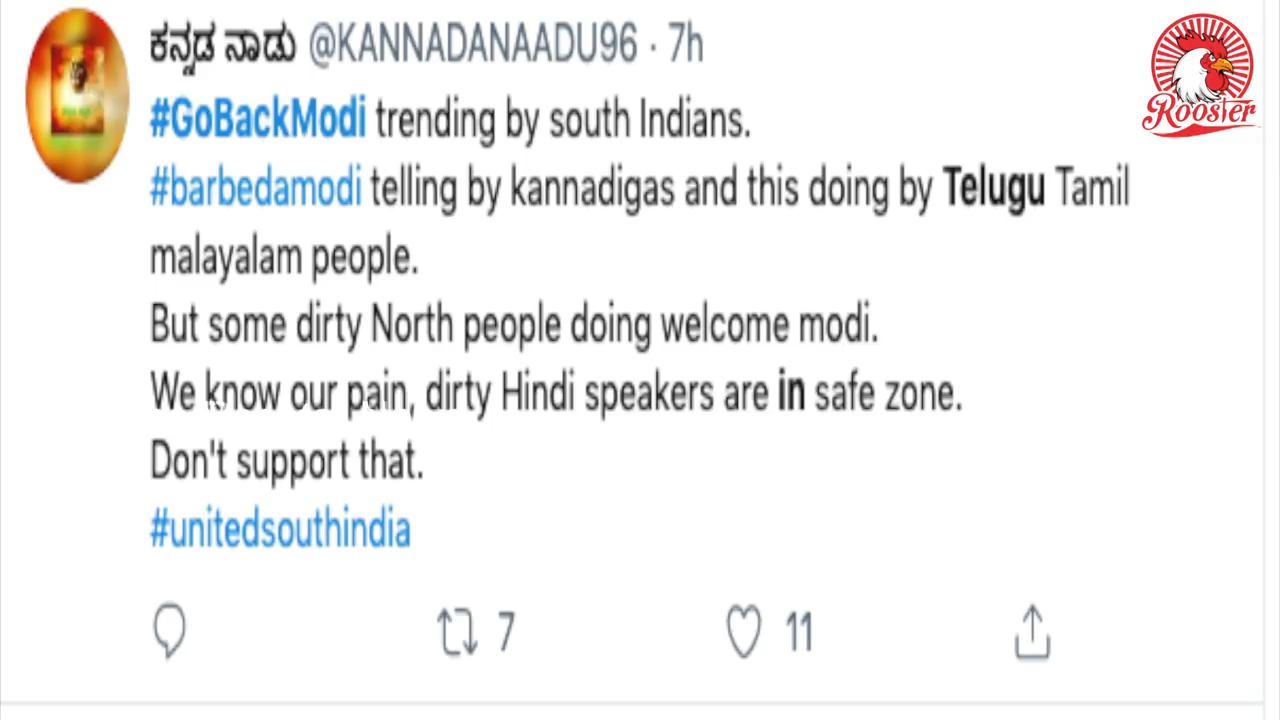 ಕನ್ನಡ ನಾಡು @KANNADANAADU96 · 7h
#GoBackModi trending by south Indians.
#barbedamodi telling by kannadigas and this doing by Telugu Tamil
malayalam people.
But some dirty North people doing welcome modi.
We know our pain, dirty Hindi speakers are in safe zone.
Don't support that.
#unitedsouthindia
7 11
Rooster